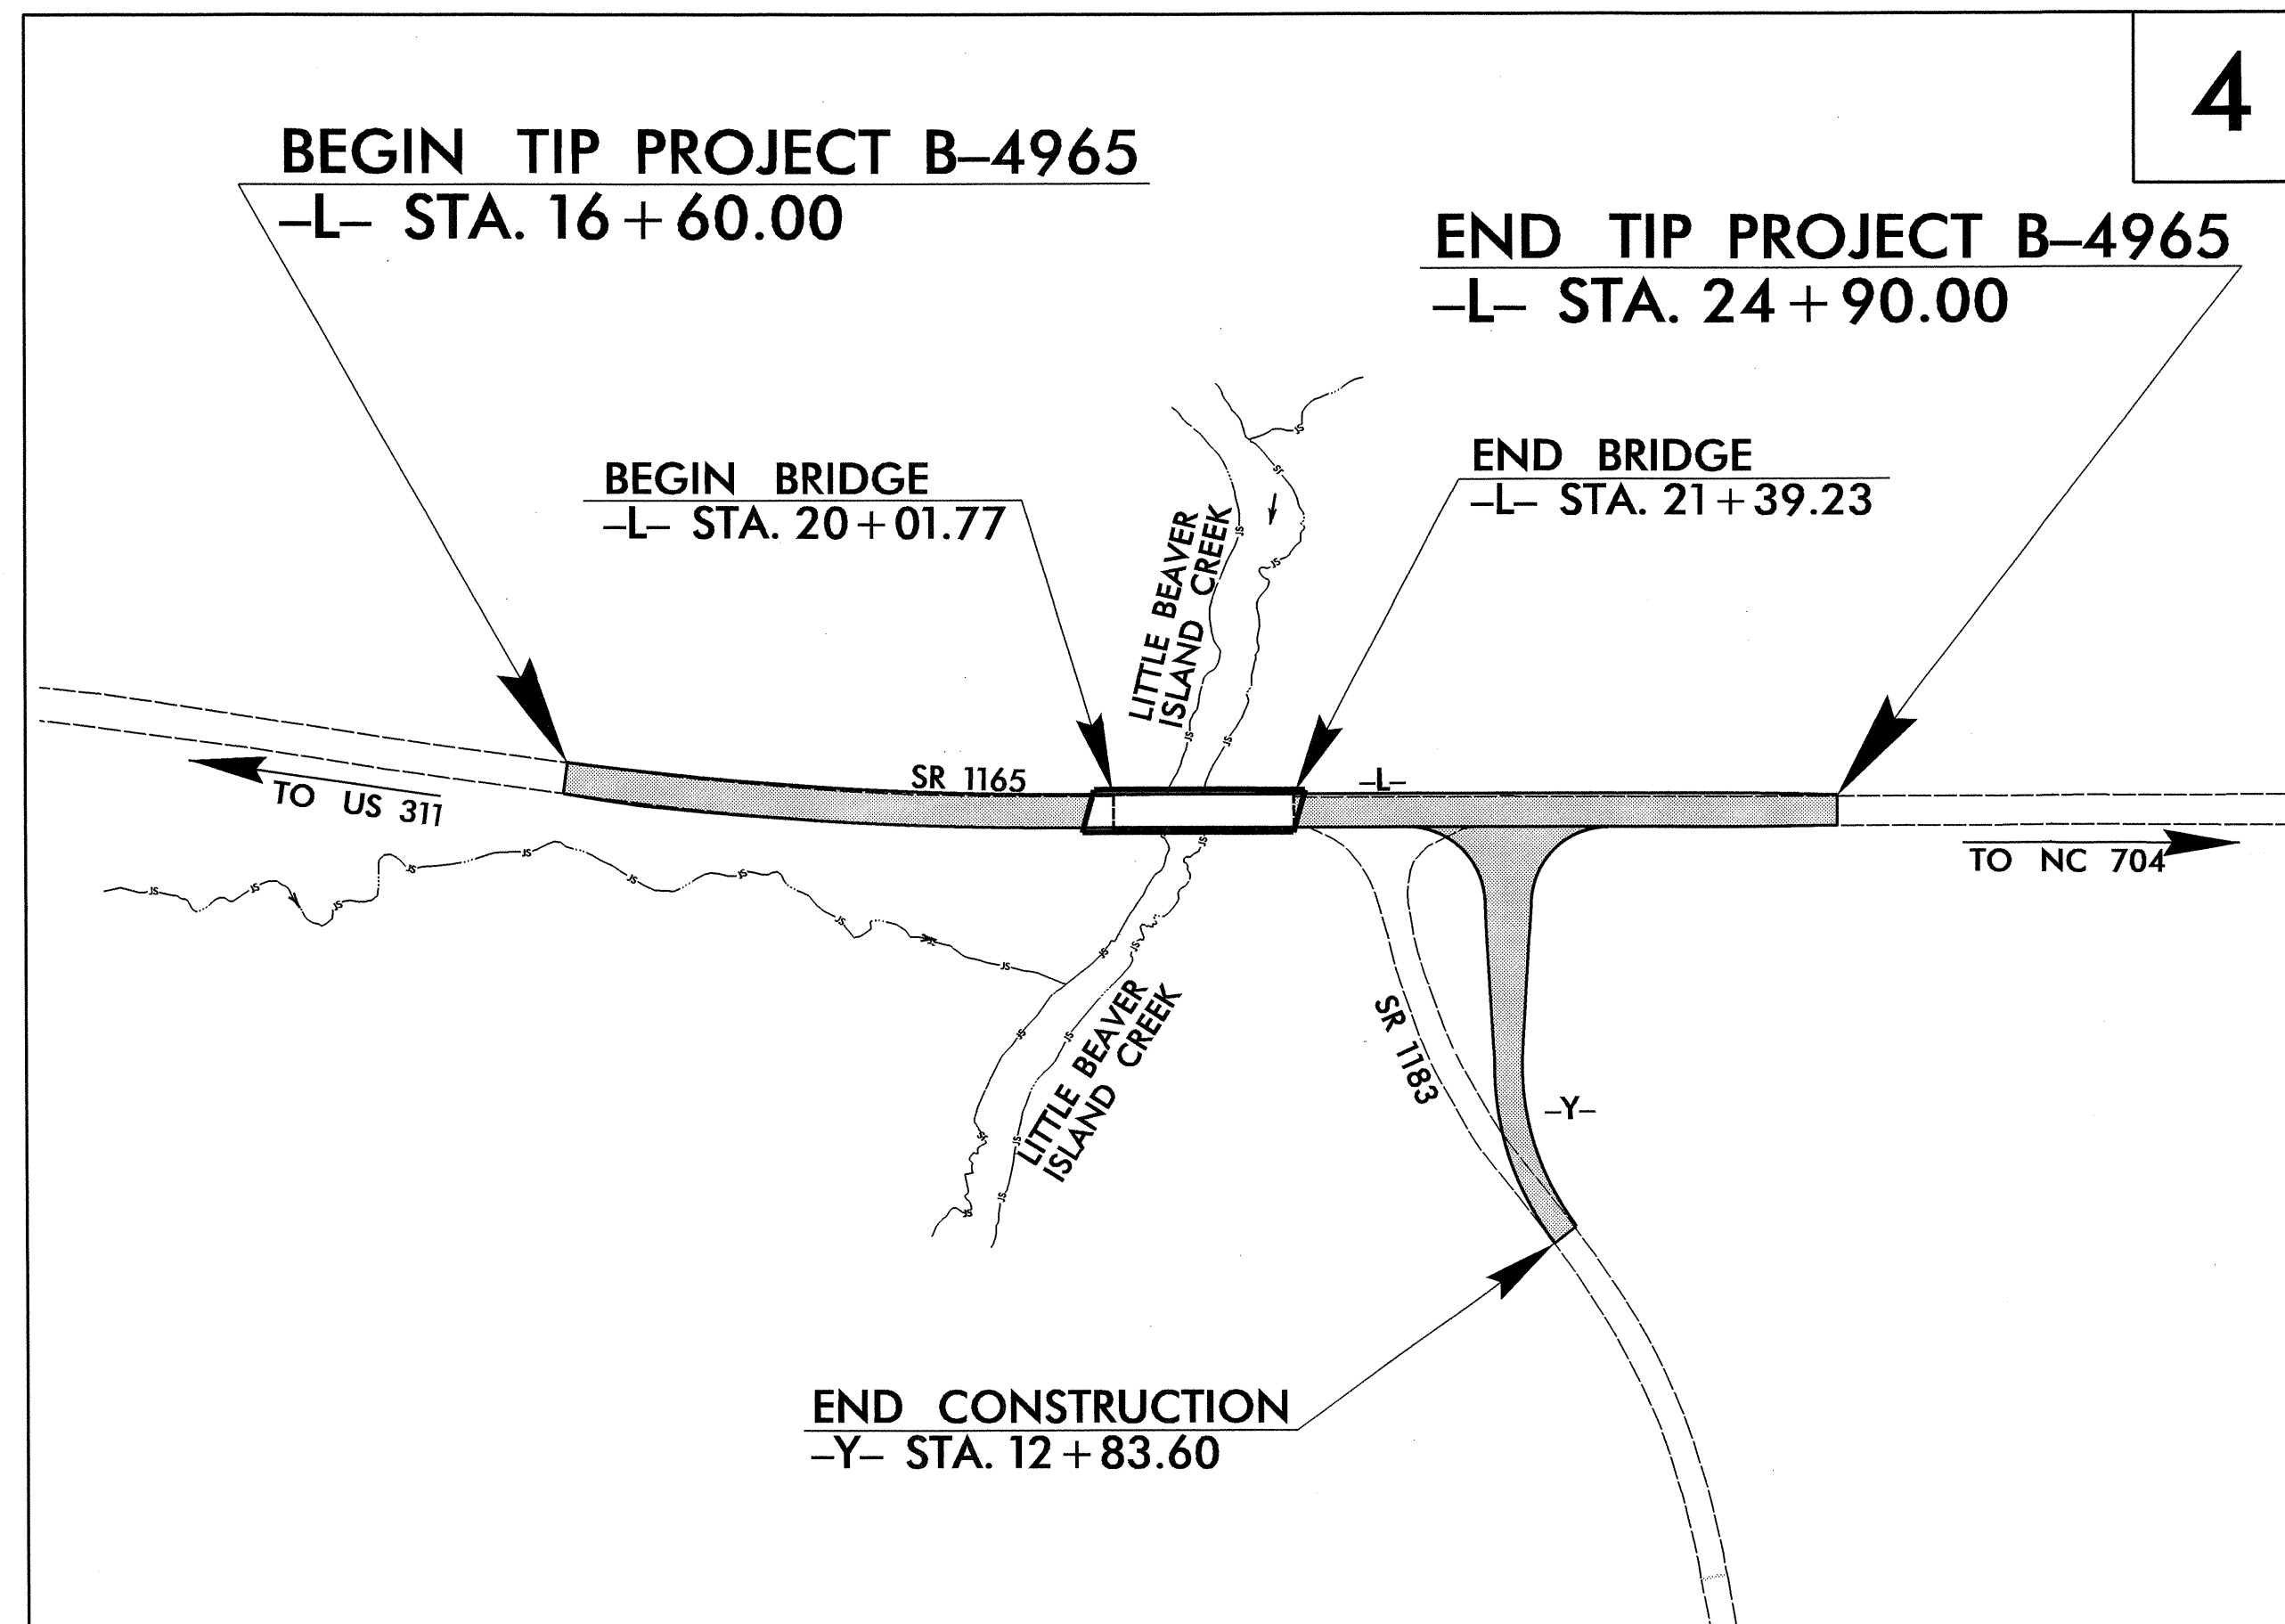 4
BEGIN TIP PROJECT B–4965
–L– STA. 16+60.00
END TIP PROJECT B–4965
–L– STA. 24+90.00
BEGIN BRIDGE
–L– STA. 20+01.77
END BRIDGE
–L– STA. 21+39.23
LITTLE BEAVER
ISLAND CREEK
SR 1165
–L–
TO US 311
TO NC 704
LITTLE BEAVER
ISLAND CREEK
SR 1183
–Y–
END CONSTRUCTION
–Y– STA. 12+83.60